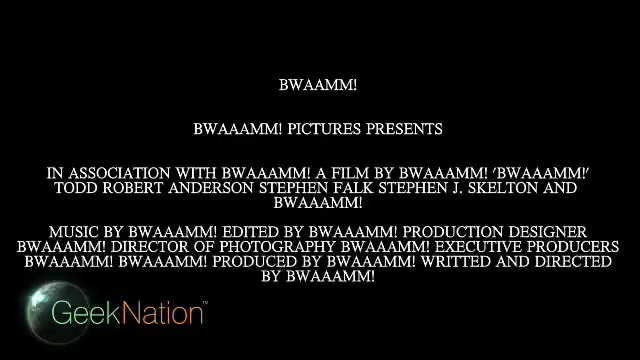 BWAAMM!
BWAAAMM! PICTURES PRESENTS
IN ASSOCIATION WITH BWAAAMM! A FILM BY BWAAAMM! 'BWAAAMM!'
TODD ROBERT ANDERSON STEPHEN FALK STEPHEN J. SKELTON AND
BWAAAMM!
MUSIC BY BWAAAMM! EDITED BY BWAAAMM! PRODUCTION DESIGNER
BWAAAMM! DIRECTOR OF PHOTOGRAPHY BWAAAMM! EXECUTIVE PRODUCERS
BWAAAMM! BWAAAMM! PRODUCED BY BWAAAMM! WRITTED AND DIRECTED
BY BWAAAMM!
GeekNation™